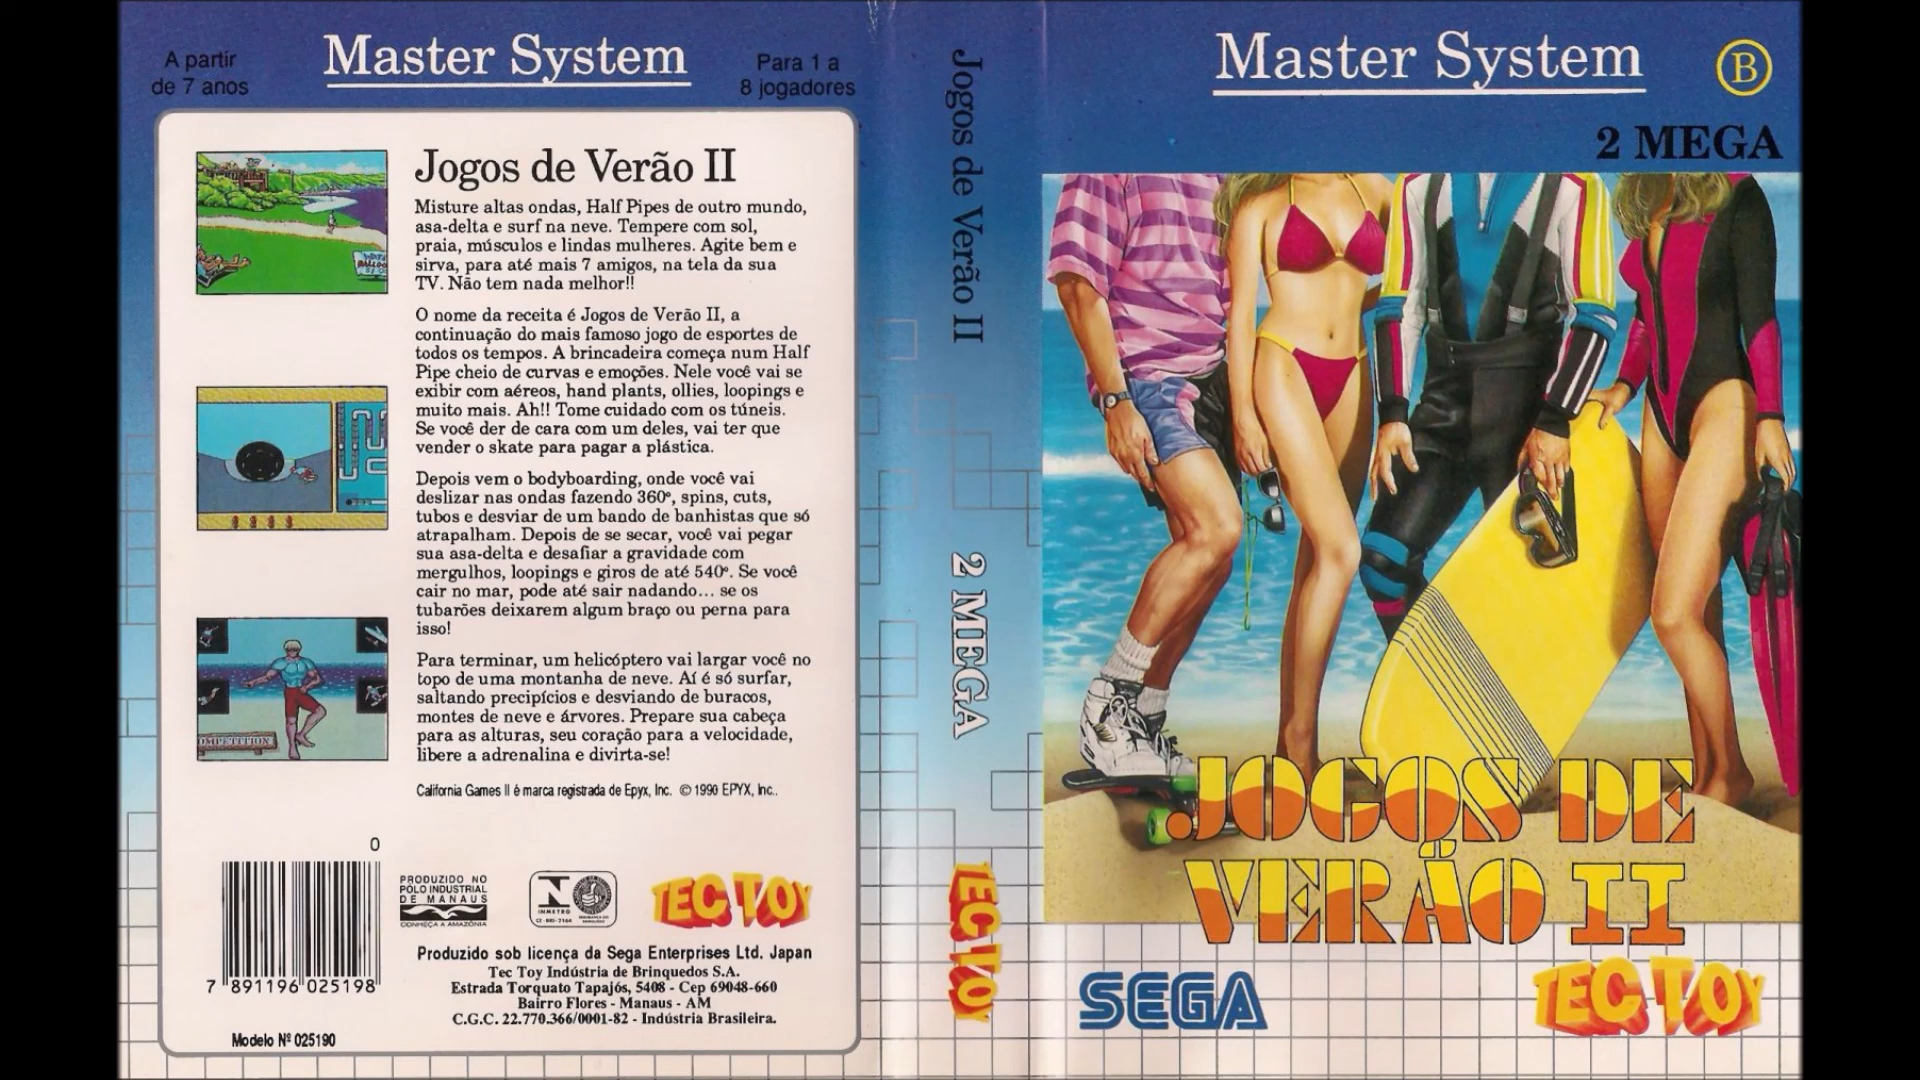 A partir
de 7 anos
Master System
Para 1 a
8 jogadores
Jogos de Verão II
Misture altas ondas, Half Pipes de outro mundo,
asa-delta e surf na neve. Tempere com sol,
praia, músculos e lindas mulheres. Agite bem e
sirva, para até mais 7 amigos, na tela da sua
TV. Não tem nada melhor!!
O nome da receita é Jogos de Verão II, a
continuação do mais famoso jogo de esportes de
todos os tempos. A brincadeira começa num Half
Pipe cheio de curvas e emoções. Nele você vai se
exibir com aéreos, hand plants, ollies, loopings e
muito mais. Ah!! Tome cuidado com os túneis.
Se você der de cara com um deles, vai ter que
vender o skate para pagar a plástica.
Depois vem o bodyboarding, onde você vai
deslizar nas ondas fazendo 360º, spins, cuts,
tubos e desviar de um bando de banhistas que só
atrapalham. Depois de se secar, você vai pegar
sua asa-delta e desafiar a gravidade com
mergulhos, loopings e giros de até 540º. Se você
cair no mar, pode até sair nadando... se os
tubarões deixarem algum braço ou perna para
isso!
Para terminar, um helicóptero vai largar você no
topo de uma montanha de neve. Aí é só surfar,
saltando precipícios e desviando de buracos,
montes de neve e árvores. Prepare sua cabeça
para as alturas, seu coração para a velocidade,
libere a adrenalina e divirta-se!
California Games II é marca registrada de Epyx, Inc. © 1990 EPYX, Inc..
OMPETITION
0
7 891196 025198
PRODUZIDO NO
PÓLO INDUSTRIAL
DE MANAUS
CONHEÇA A AMAZÔNIA
INMETRO
TEC TOY
Produzido sob licença da Sega Enterprises Ltd. Japan
Tec Toy Indústria de Brinquedos S.A.
Estrada Torquato Tapajós, 5408 - Cep 69048-660
Bairro Flores - Manaus - AM
C.G.C. 22.770.366/0001-82 - Indústria Brasileira.
Modelo Nº 025190
Jogos de Verão II
2 MEGA
TEC TOY
Master System
B
2 MEGA
JOGOS DE
VERÃO II
SEGA
TEC TOY